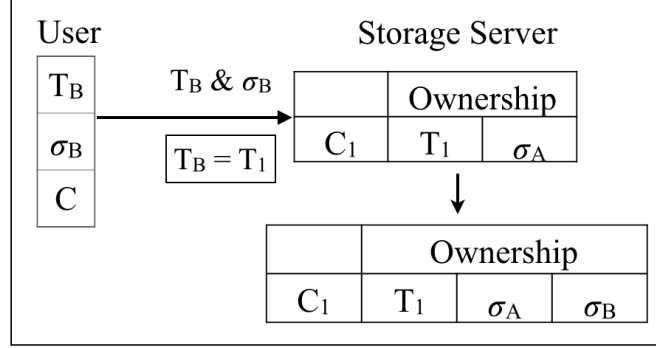 User
T_B
σ_B
C
T_B & σ_B
T_B = T_1
Storage Server
Ownership
C_1 T_1 σ_A
Ownership
C_1 T_1 σ_A σ_B